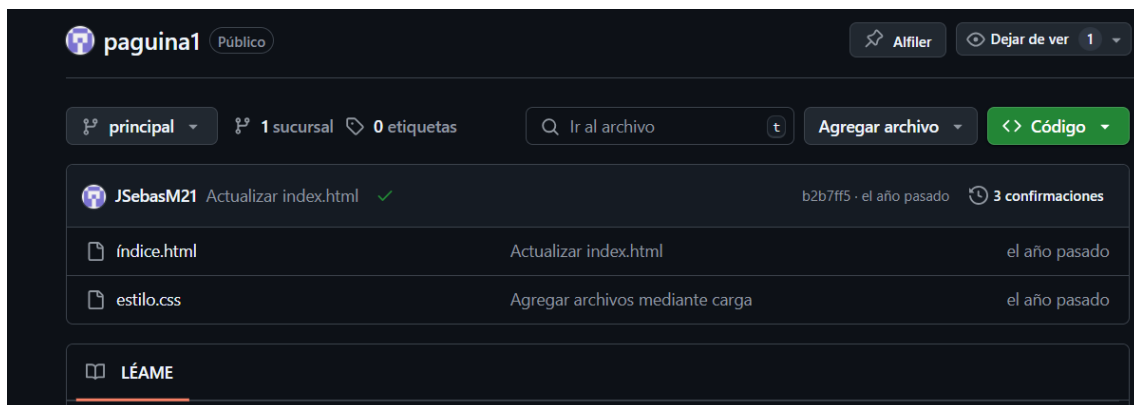 paguina1 Público Alfiler Dejar de ver 1
principal 1 sucursal 0 etiquetas Ir al archivo t Agregar archivo <> Código
JSebasM21 Actualizar index.html b2b7ff5 · el año pasado 3 confirmaciones
índice.html Actualizar index.html el año pasado
estilo.css Agregar archivos mediante carga el año pasado
LÉAME